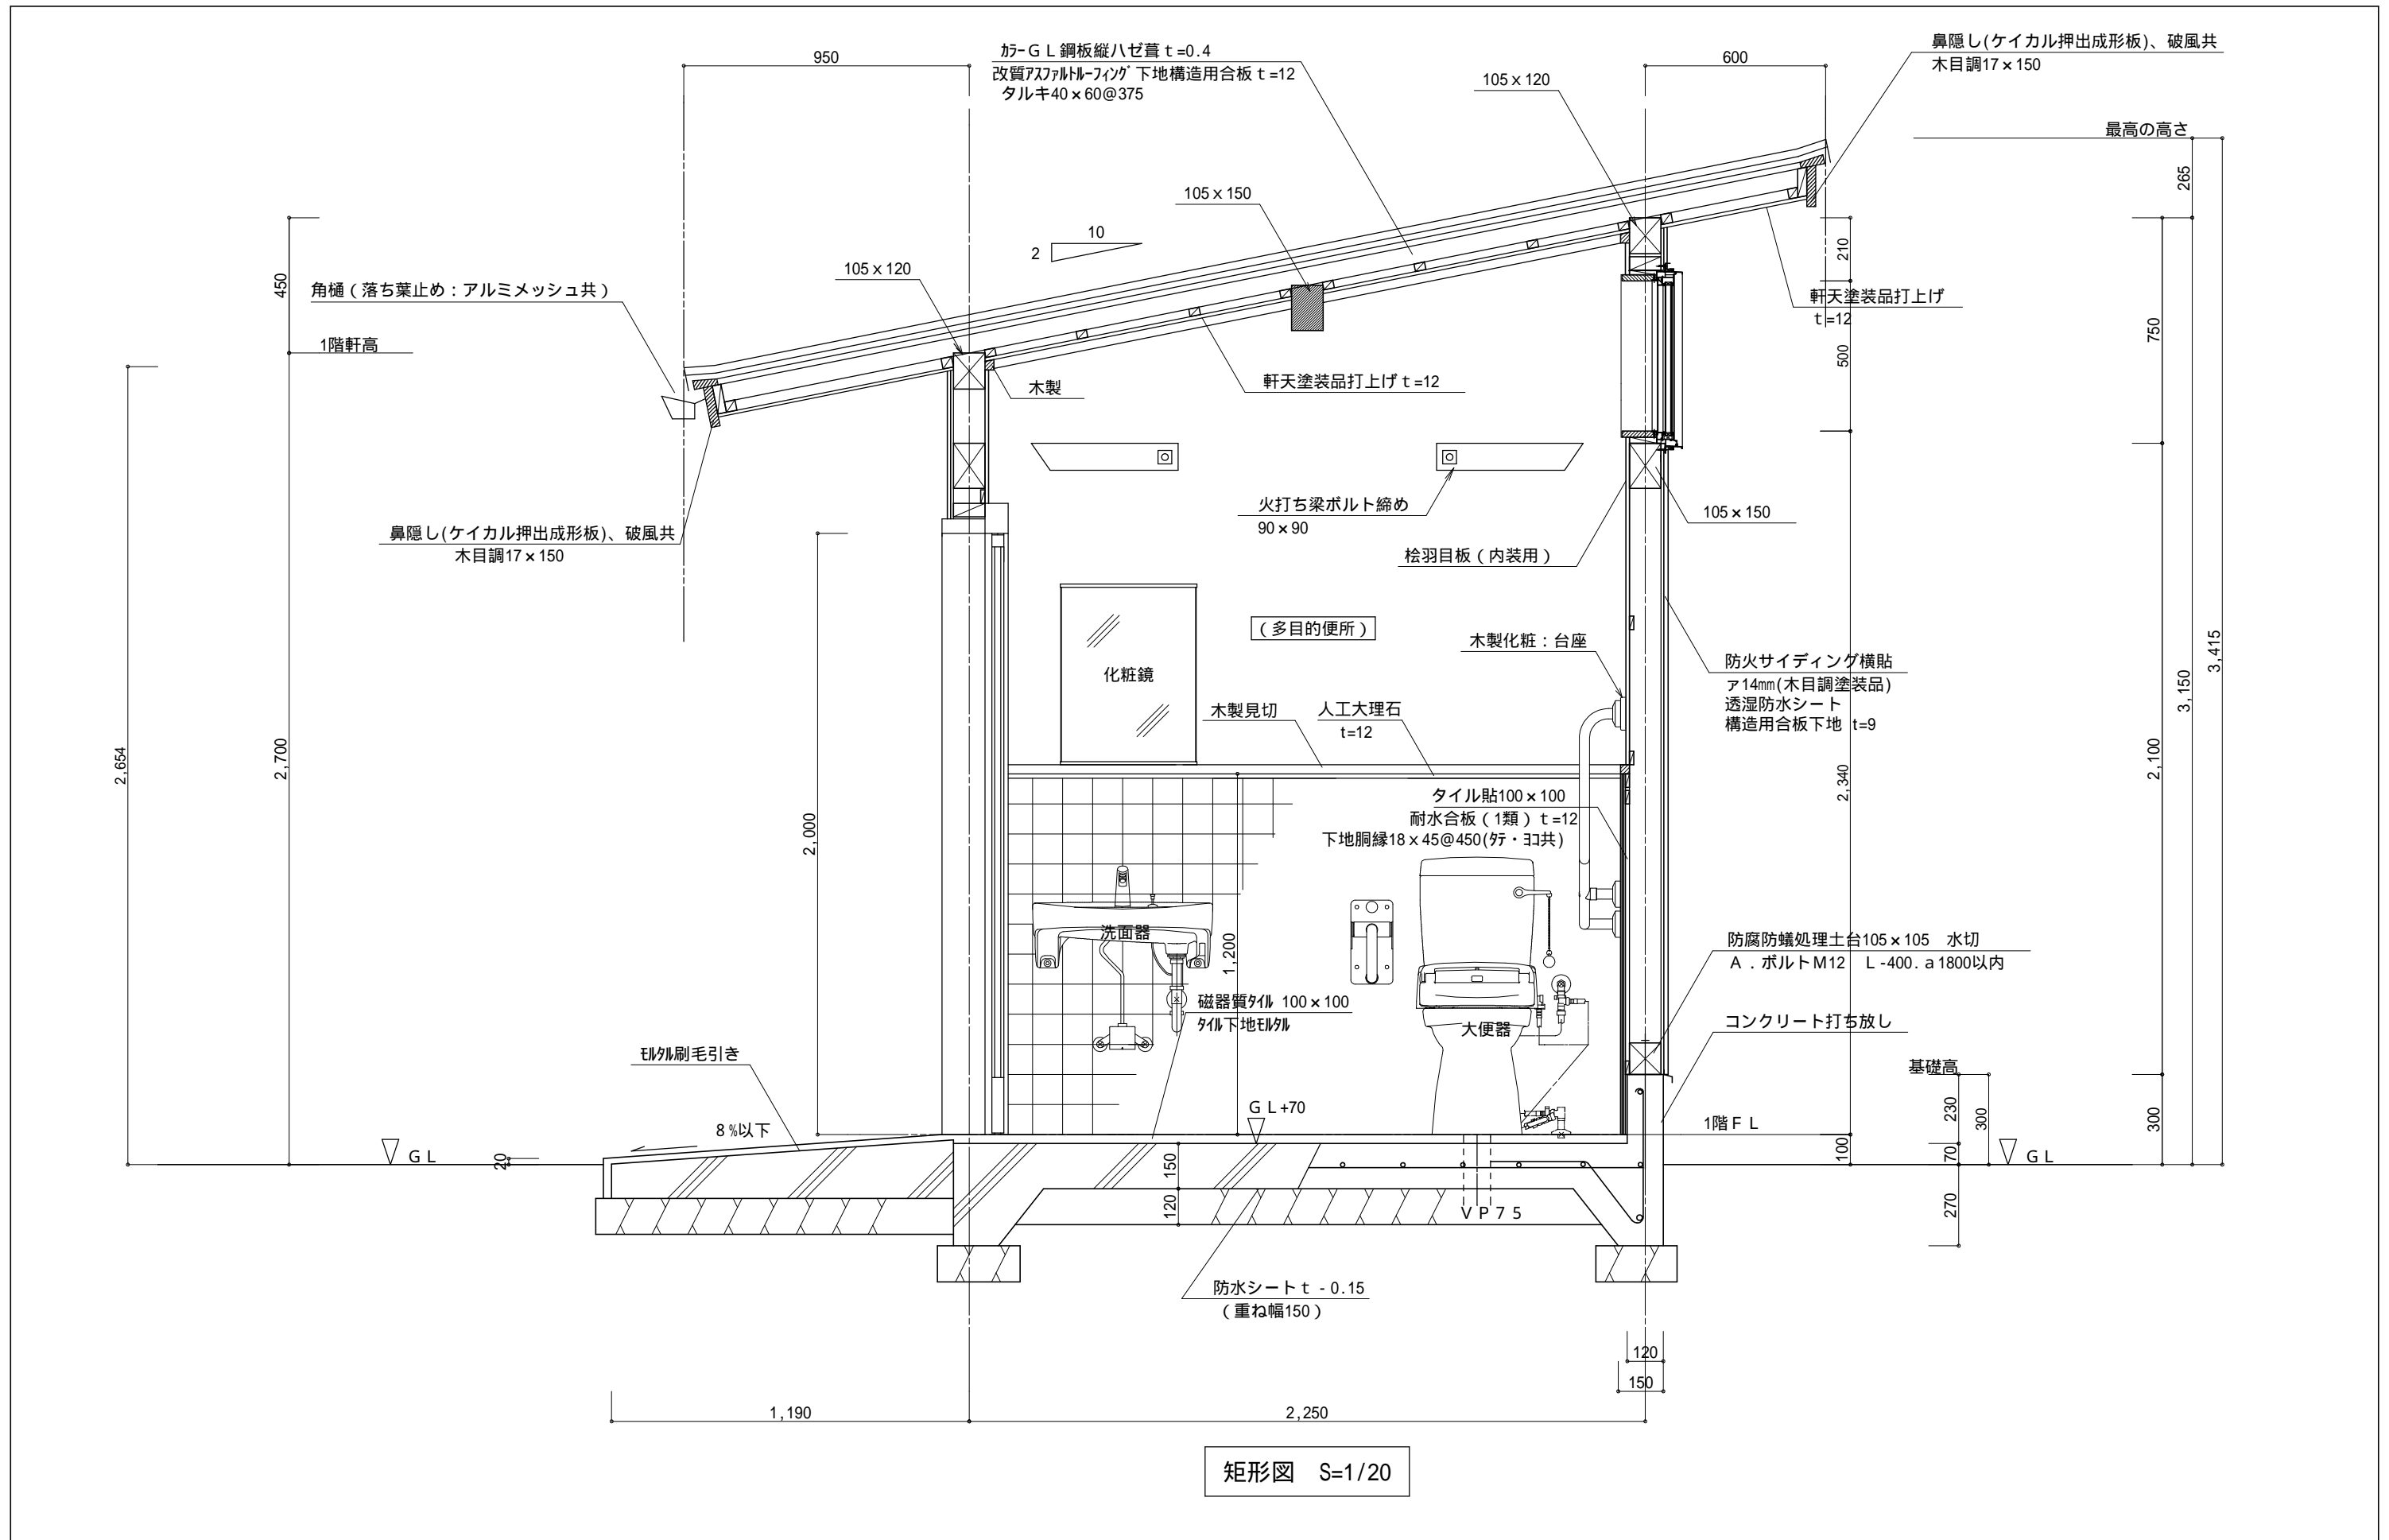 950
カラーＧＬ鋼板縦ハゼ葺ｔ=0.4
改質アスファルトルーフィング下地構造用合板ｔ=12
タルキ40×60@375
105×120
600
鼻隠し(ケイカル押出成形板)、破風共
木目調17×150
最高の高さ
265
105×150
10
2
105×120
210
450
角樋（落ち葉止め：アルミメッシュ共）
軒天塗装品打上げ
ｔ=12
750
1階軒高
500
木製
軒天塗装品打上げｔ=12
火打ち梁ボルト締め
90×90
105×150
鼻隠し(ケイカル押出成形板)、破風共
木目調17×150
桧羽目板（内装用）
（多目的便所）
木製化粧：台座
化粧鏡
防火サイディング横貼
ァ14㎜(木目調塗装品)
透湿防水シート
構造用合板下地 t=9
3,415
3,150
木製見切
人工大理石
t=12
2,654
2,700
2,100
2,340
タイル貼100×100
耐水合板（1類）ｔ=12
下地胴縁18×45@450(ﾀﾃ・ﾖｺ共)
2,000
洗面器
1,200
防腐防蟻処理土台105×105　水切
Ａ．ボルトM12　Ｌ-400.ａ1800以内
磁器質ﾀｲﾙ 100×100
ﾀｲﾙ下地ﾓﾙﾀﾙ
大便器
コンクリート打ち放し
ﾓﾙﾀﾙ刷毛引き
基礎高
230
300
300
ＧＬ+70
1階ＦＬ
8％以下
ＧＬ
20
150
100
70
ＧＬ
120
ＶＰ７５
270
防水シートｔ-0.15
（重ね幅150）
120
150
1,190
2,250
矩形図　S=1/20